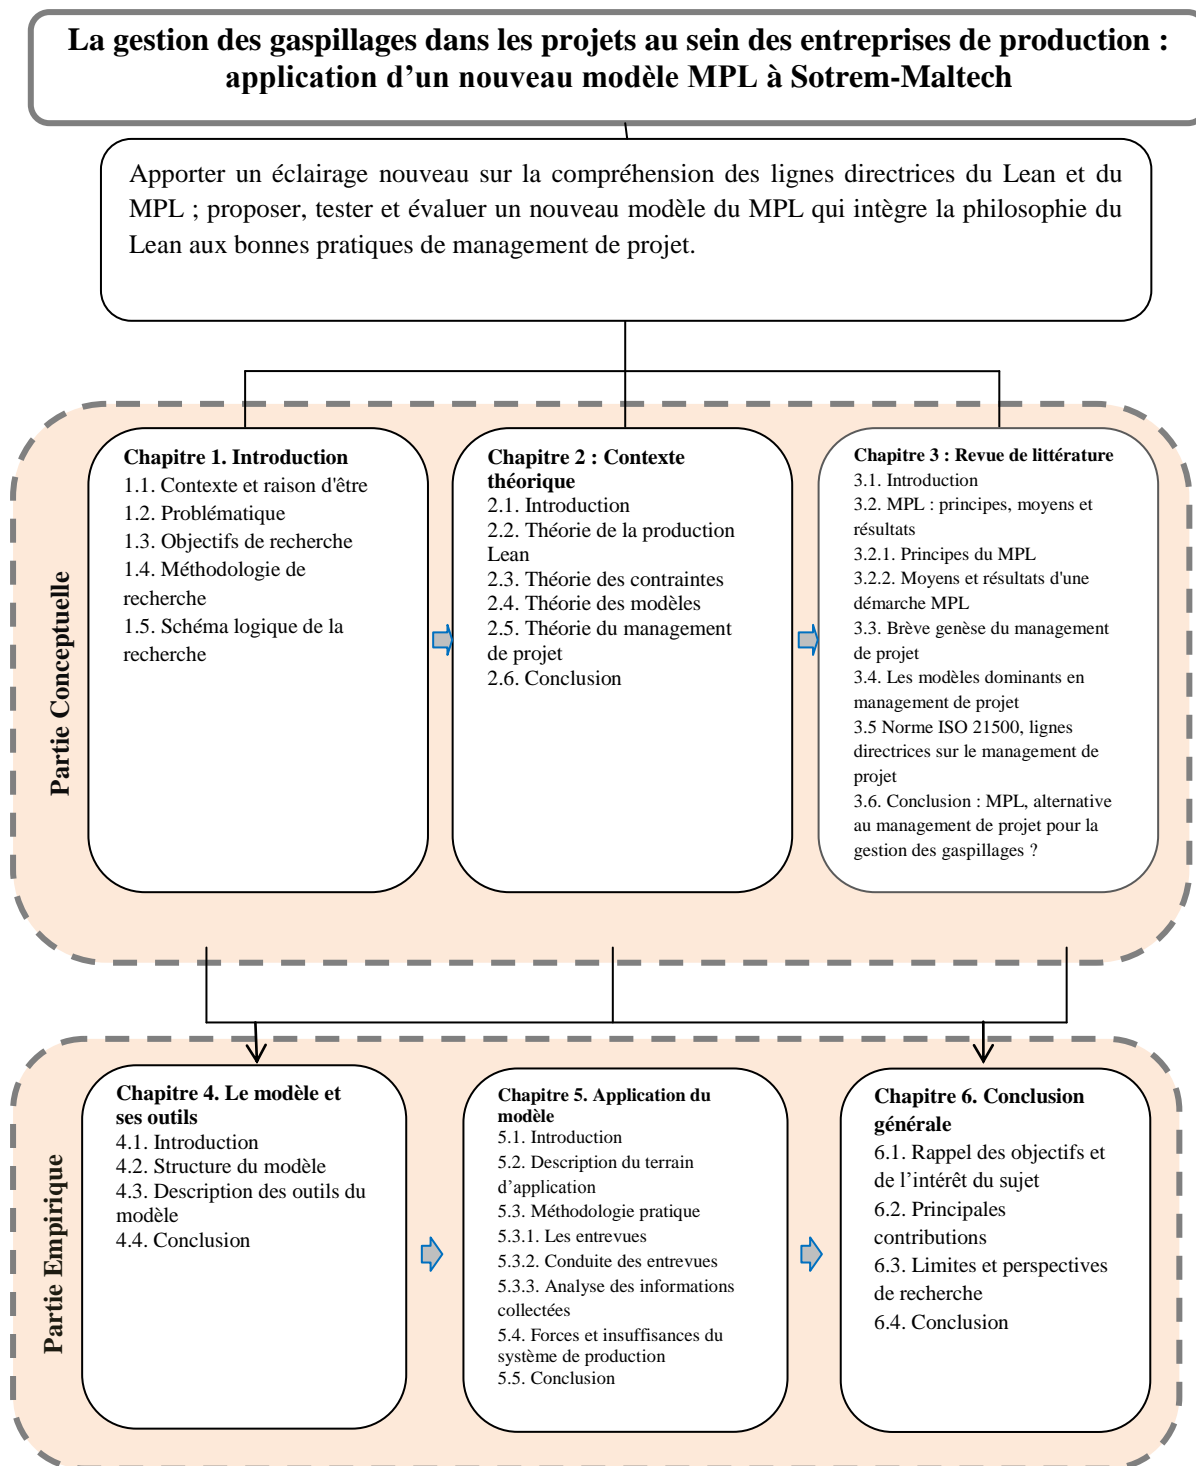 La gestion des gaspillages dans les projets au sein des entreprises de production :
application d’un nouveau modèle MPL à Sotrem-Maltech
Apporter un éclairage nouveau sur la compréhension des lignes directrices du Lean et du
MPL ; proposer, tester et évaluer un nouveau modèle du MPL qui intègre la philosophie du
Lean aux bonnes pratiques de management de projet.
Partie Conceptuelle
Chapitre 1. Introduction
1.1. Contexte et raison d'être
1.2. Problématique
1.3. Objectifs de recherche
1.4. Méthodologie de
recherche
1.5. Schéma logique de la
recherche
Chapitre 2 : Contexte
théorique
2.1. Introduction
2.2. Théorie de la production
Lean
2.3. Théorie des contraintes
2.4. Théorie des modèles
2.5. Théorie du management
de projet
2.6. Conclusion
Chapitre 3 : Revue de littérature
3.1. Introduction
3.2. MPL : principes, moyens et
résultats
3.2.1. Principes du MPL
3.2.2. Moyens et résultats d'une
démarche MPL
3.3. Brève genèse du management
de projet
3.4. Les modèles dominants en
management de projet
3.5 Norme ISO 21500, lignes
directrices sur le management de
projet
3.6. Conclusion : MPL, alternative
au management de projet pour la
gestion des gaspillages ?
Partie Empirique
Chapitre 4. Le modèle et
ses outils
4.1. Introduction
4.2. Structure du modèle
4.3. Description des outils du
modèle
4.4. Conclusion
Chapitre 5. Application du
modèle
5.1. Introduction
5.2. Description du terrain
d’application
5.3. Méthodologie pratique
5.3.1. Les entrevues
5.3.2. Conduite des entrevues
5.3.3. Analyse des informations
collectées
5.4. Forces et insuffisances du
système de production
5.5. Conclusion
Chapitre 6. Conclusion
générale
6.1. Rappel des objectifs et
de l’intérêt du sujet
6.2. Principales
contributions
6.3. Limites et perspectives
de recherche
6.4. Conclusion